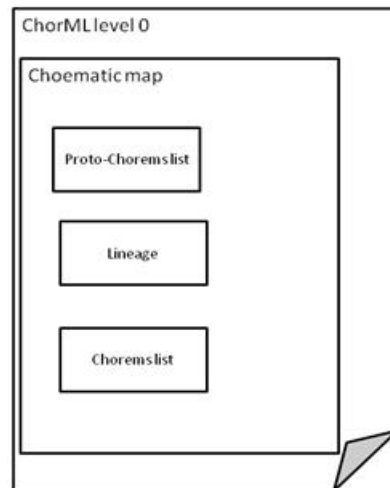 ChorML level 0
Choematic map
Proto-Chorems list
Lineage
Chorems list